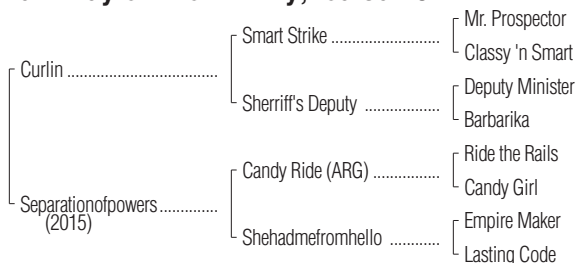 Smart Strike
Mr. Prospector
Classy 'n Smart
Curlin
Sherriff's Deputy
Deputy Minister
Barbarika
Candy Ride (ARG)
Ride the Rails
Candy Girl
Separationofpowers
(2015)
Shehadmefromhello
Empire Maker
Lasting Code